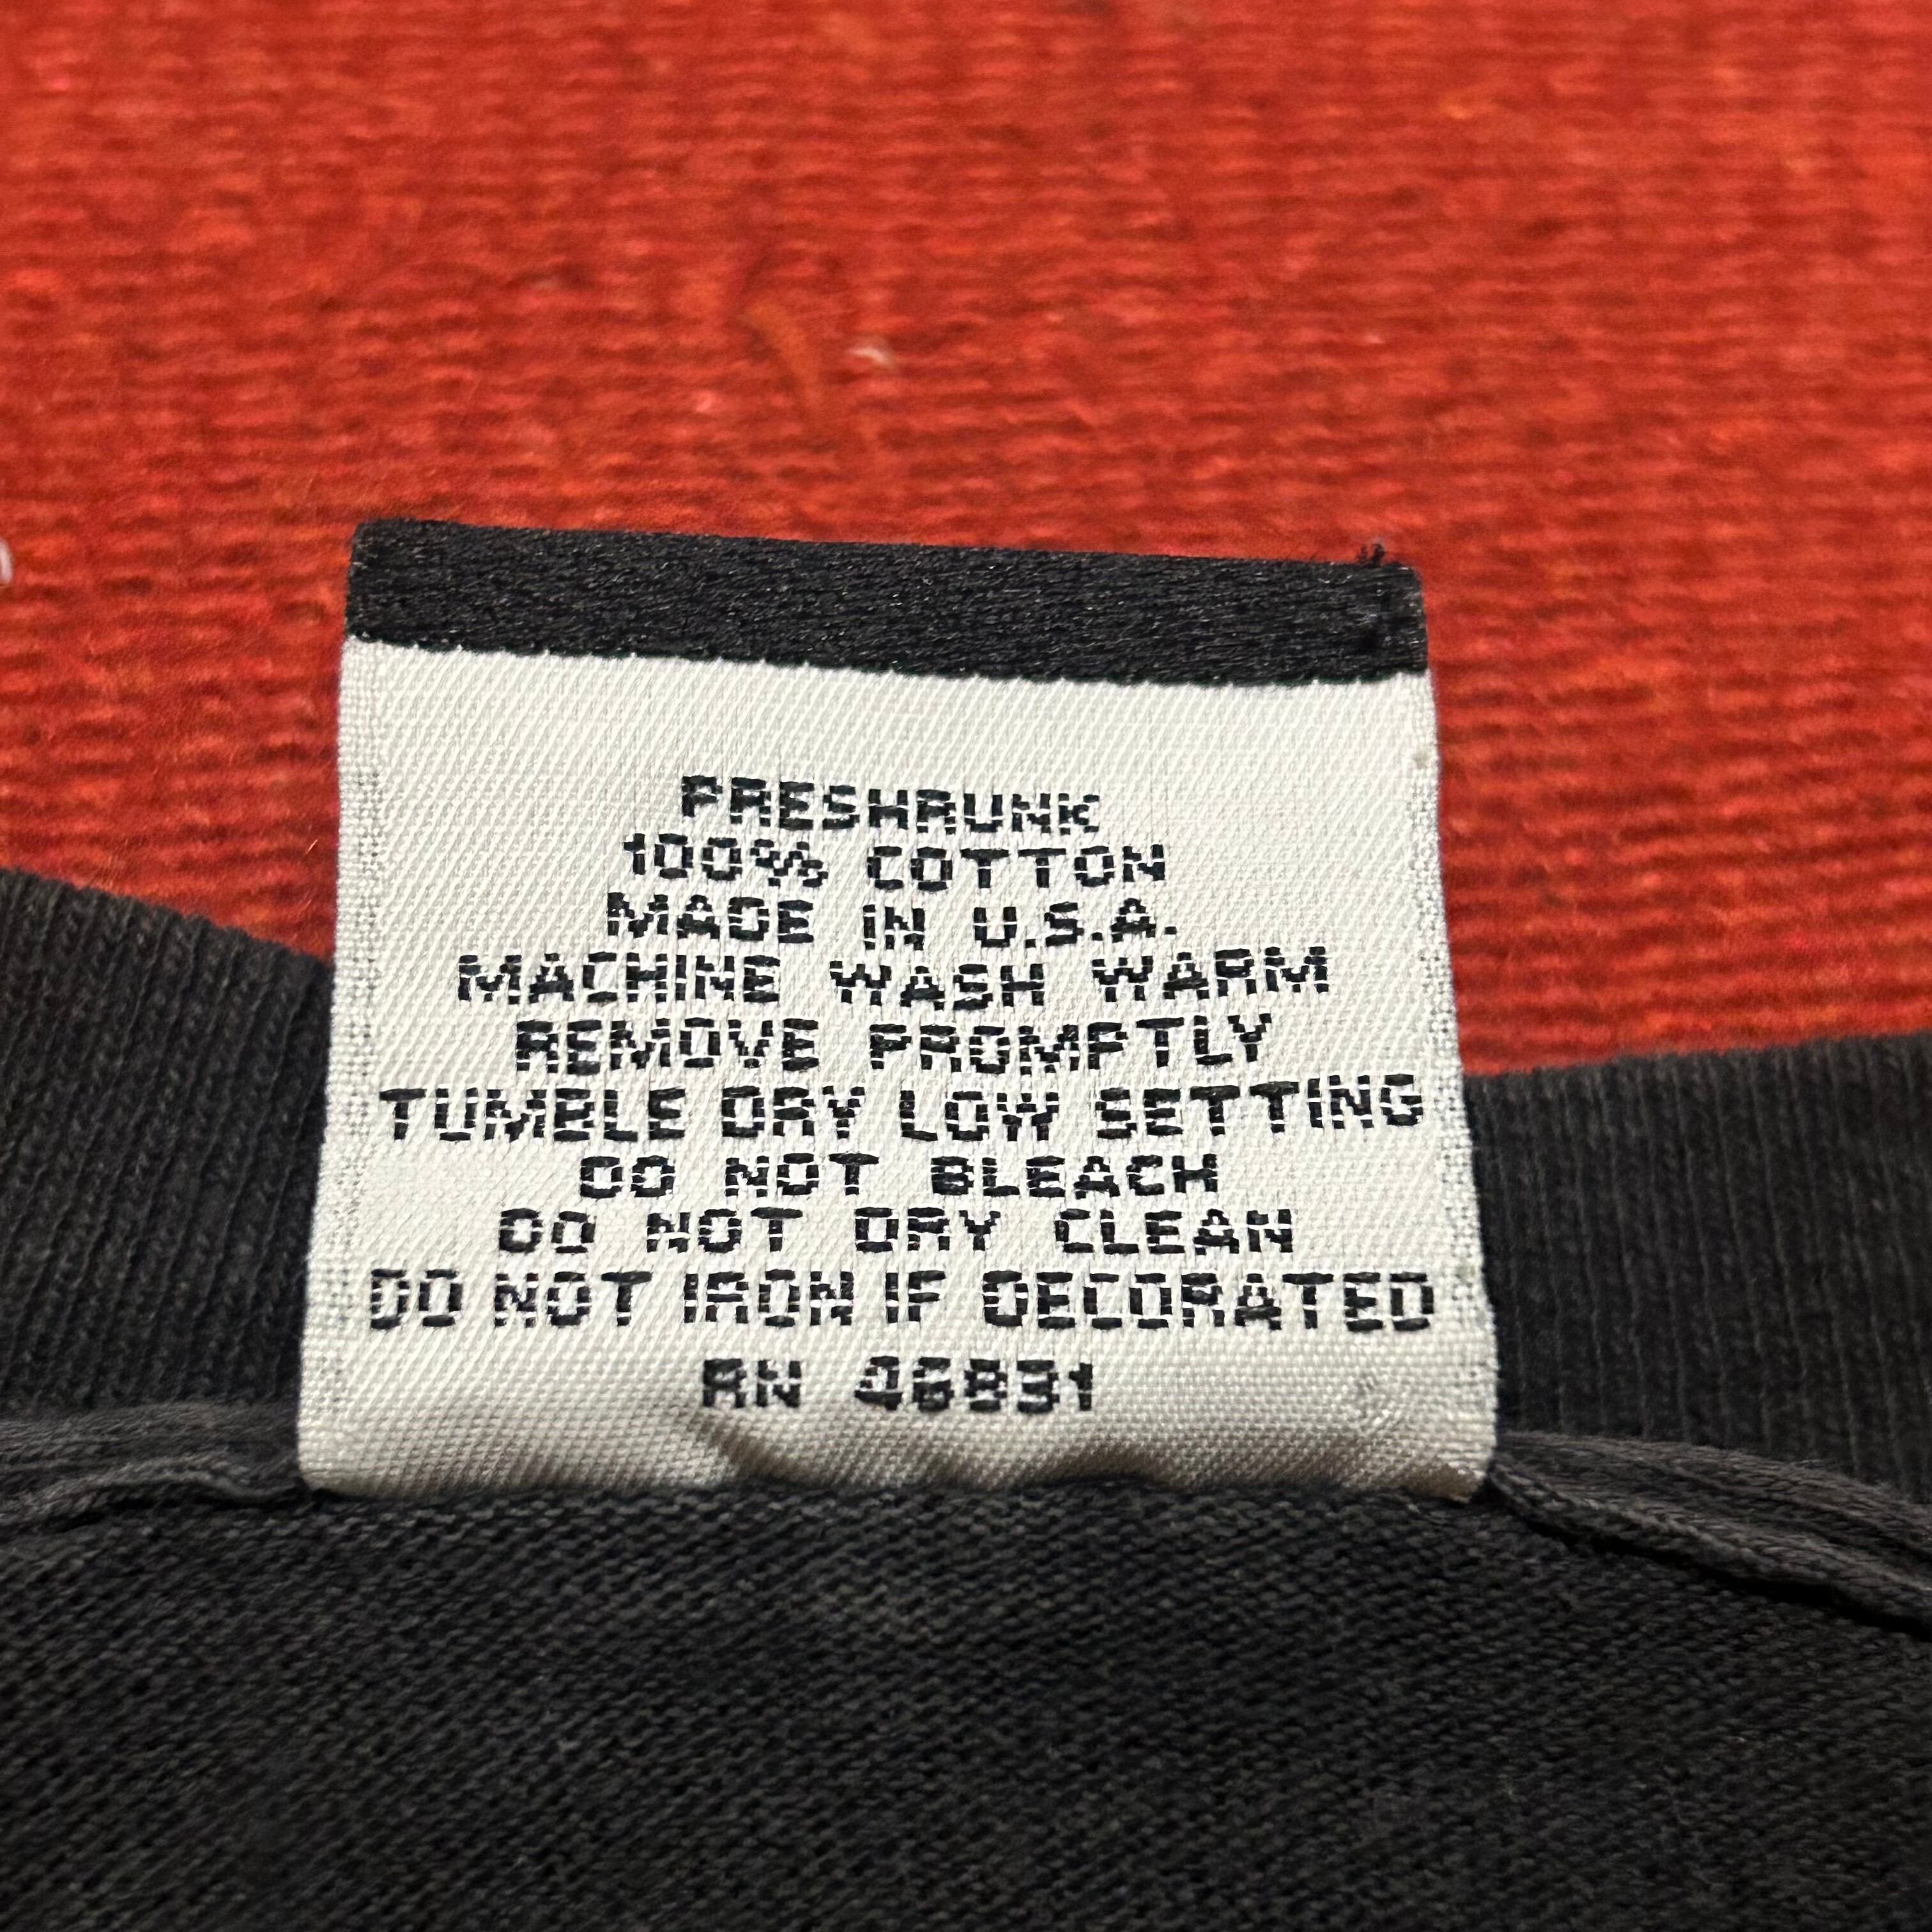 PRESHRUNK
100% COTTON
MADE IN U.S.A.
MACHINE WASH WARM
REMOVE PROMPTLY
TUMBLE DRY LOW SETTING
DO NOT BLEACH
DO NOT DRY CLEAN
DO NOT IRON IF DECORATED
RN